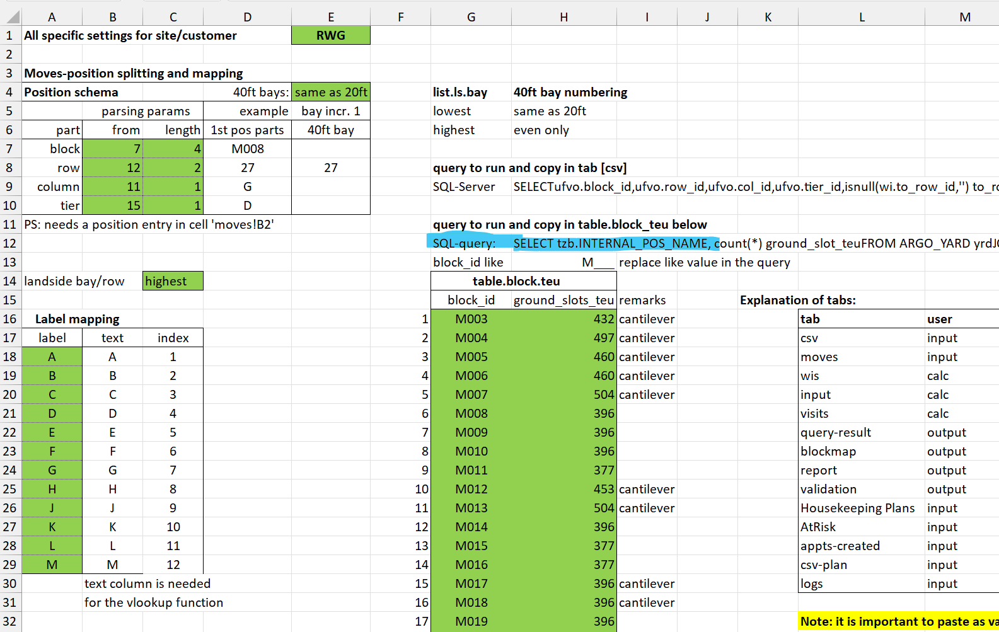 A B C D E F G H I J K L M
1 All specific settings for site/customer RWG
2
3 Moves-position splitting and mapping
4 Position schema 40ft bays: same as 20ft list.ls.bay 40ft bay numbering
5 parsing params example bay incr. 1 lowest same as 20ft
6 part from length 1st pos parts 40ft bay highest even only
7 block 7 4 M008
8 row 12 2 27 27 query to run and copy in tab [csv]
9 column 11 1 G SQL-Server SELECTufvo.block_id,ufvo.row_id,ufvo.col_id,ufvo.tier_id,isnull(wi.to_row_id,'') to_ro
10 tier 15 1 D
11 PS: needs a position entry in cell 'moves!B2' query to run and copy in table.block_teu below
12 SQL-query: SELECT tzb.INTERNAL_POS_NAME, count(*) ground_slot_teuFROM ARGO_YARD yrdJO
13 block_id like M___ replace like value in the query
14 landside bay/row highest table.block.teu
15 block_id ground_slots_teu remarks Explanation of tabs:
16 Label mapping 1 M003 432 cantilever tab user
17 label text index 2 M004 497 cantilever csv input
18 A A 1 3 M005 460 cantilever moves input
19 B B 2 4 M006 460 cantilever wis calc
20 C C 3 5 M007 504 cantilever input calc
21 D D 4 6 M008 396 visits calc
22 E E 5 7 M009 396 query-result output
23 F F 6 8 M010 396 blockmap output
24 G G 7 9 M011 377 report output
25 H H 8 10 M012 453 cantilever validation output
26 J J 9 11 M013 504 cantilever Housekeeping Plans input
27 K K 10 12 M014 396 AtRisk input
28 L L 11 13 M015 377 appts-created input
29 M M 12 14 M016 377 csv-plan input
30 text column is needed 15 M017 396 cantilever logs input
31 for the vlookup function 16 M018 396 cantilever
32 17 M019 396 Note: it is important to paste as va